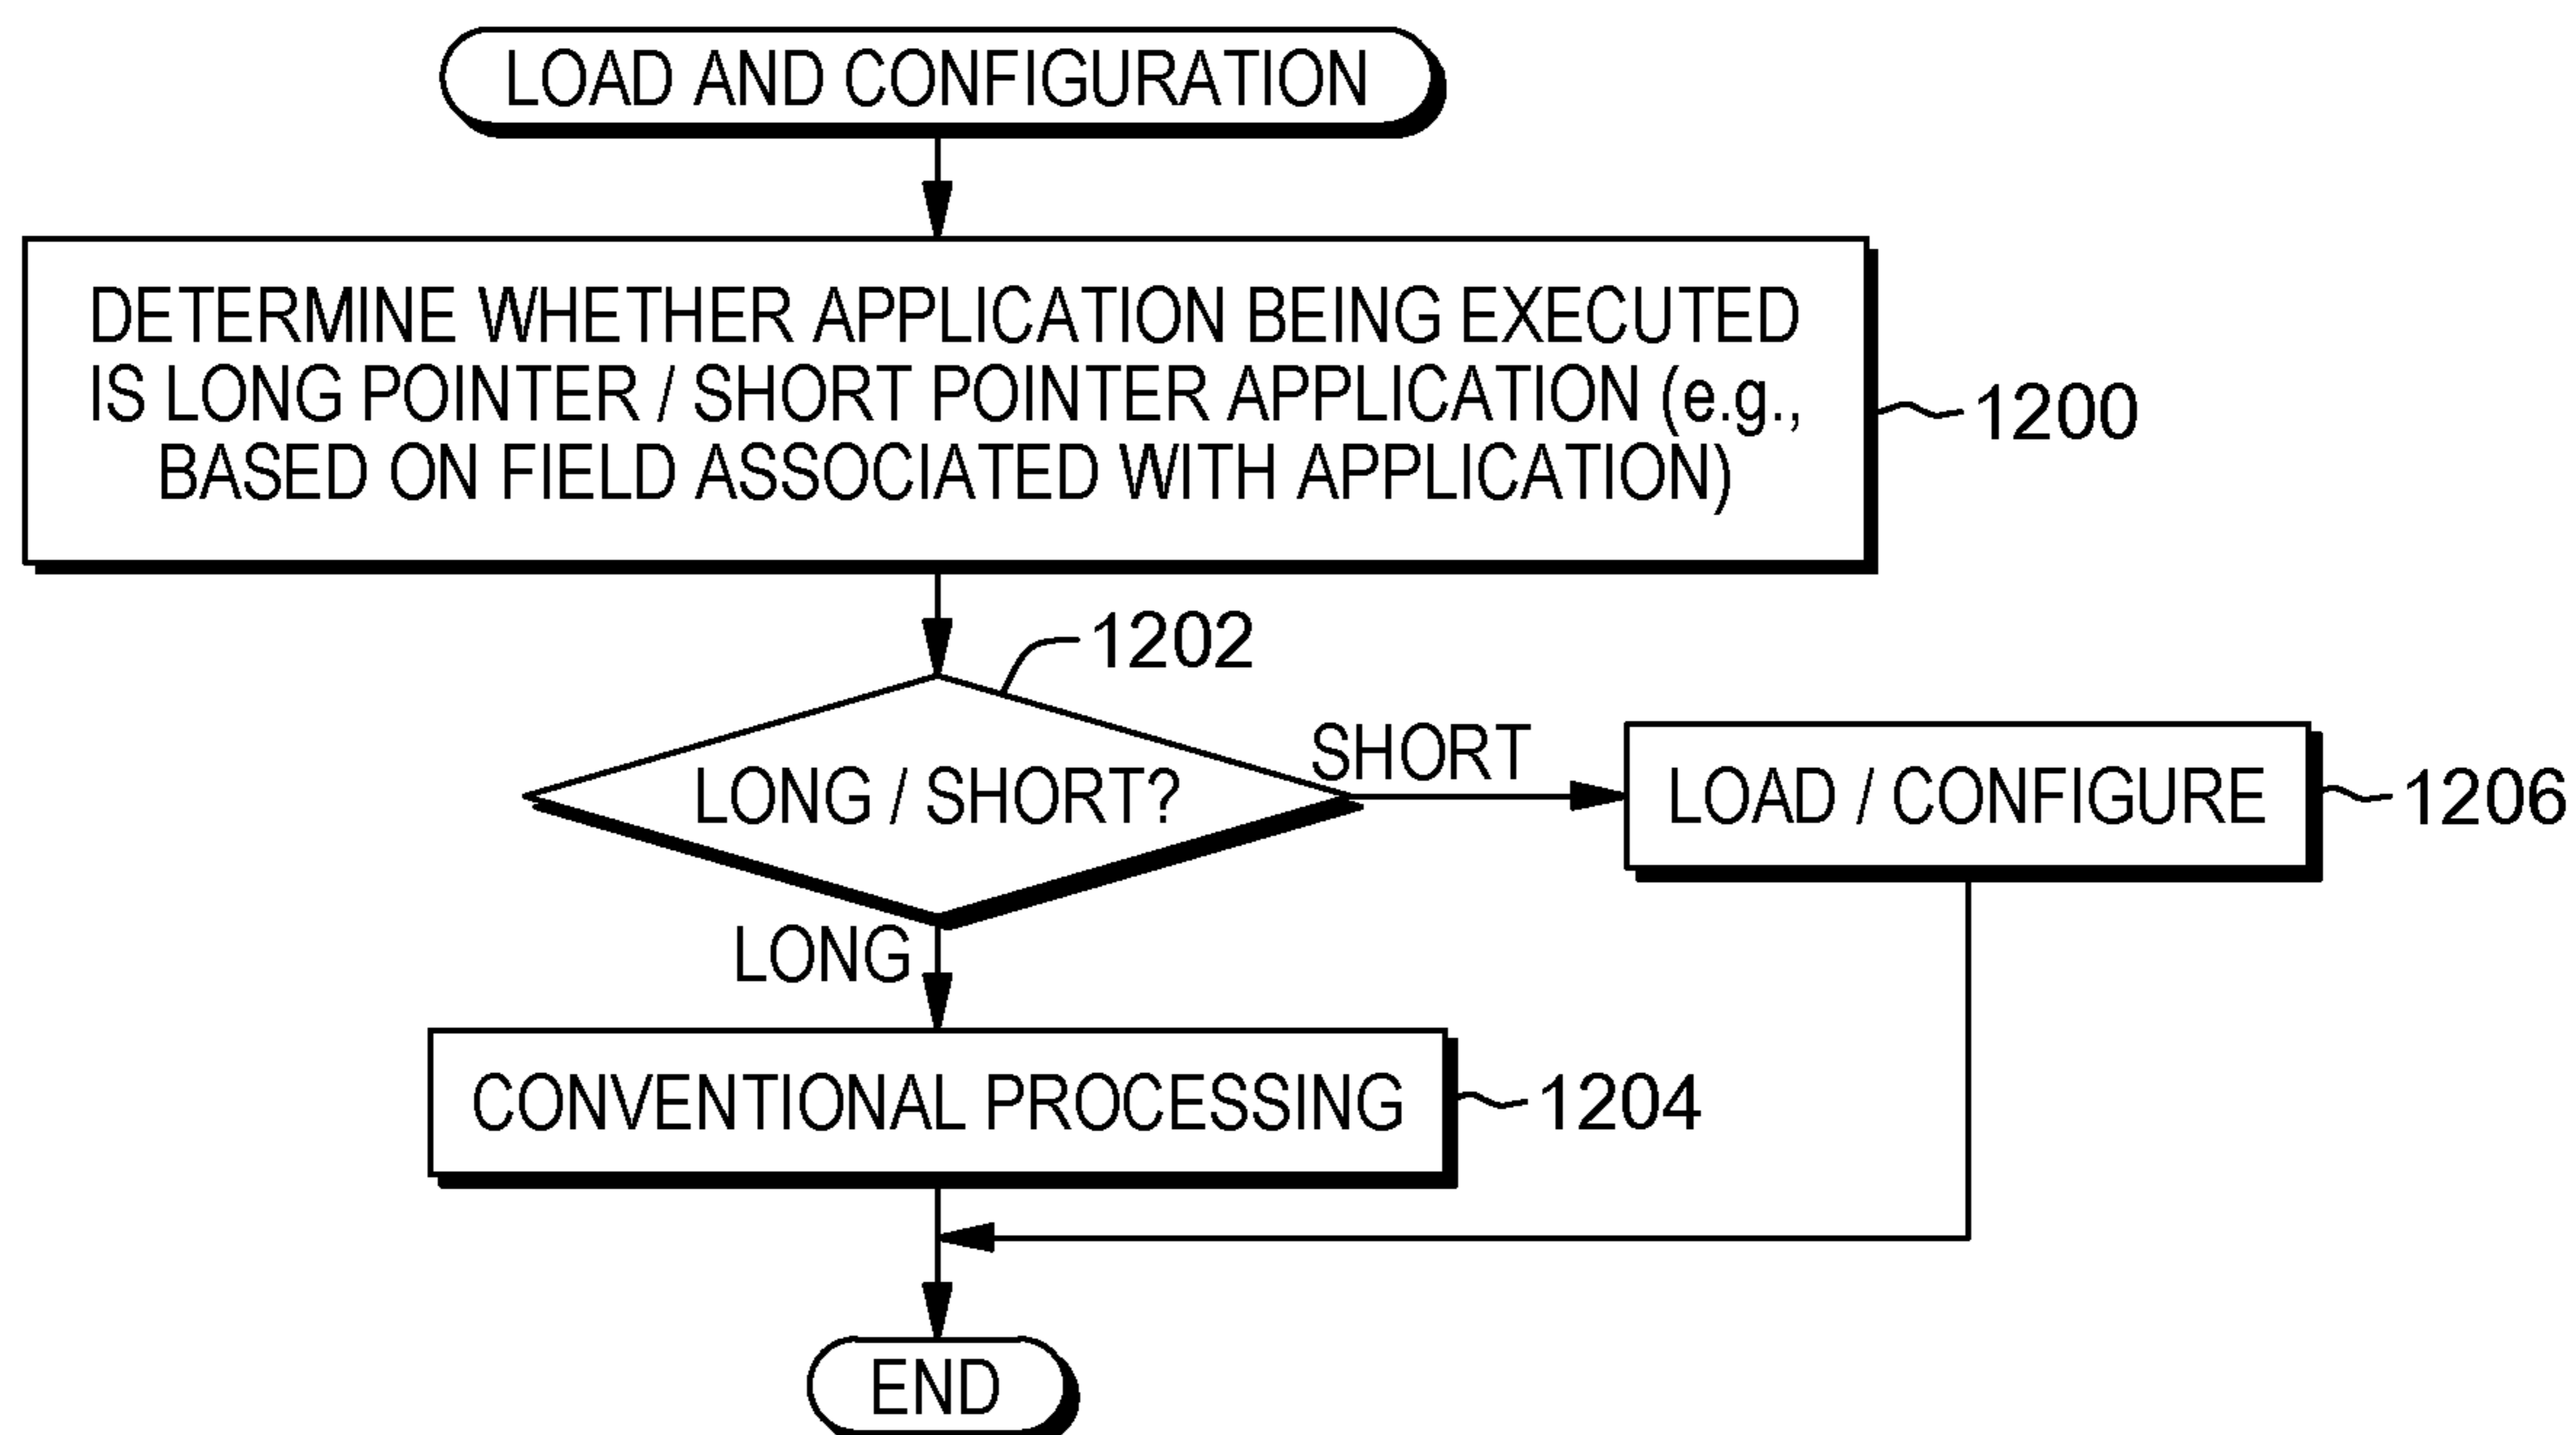 LOAD AND CONFIGURATION
DETERMINE WHETHER APPLICATION BEING EXECUTED
IS LONG POINTER / SHORT POINTER APPLICATION (e.g.,
BASED ON FIELD ASSOCIATED WITH APPLICATION)
1200
1202
LONG / SHORT?
SHORT
LOAD / CONFIGURE
1206
LONG
CONVENTIONAL PROCESSING
1204
END